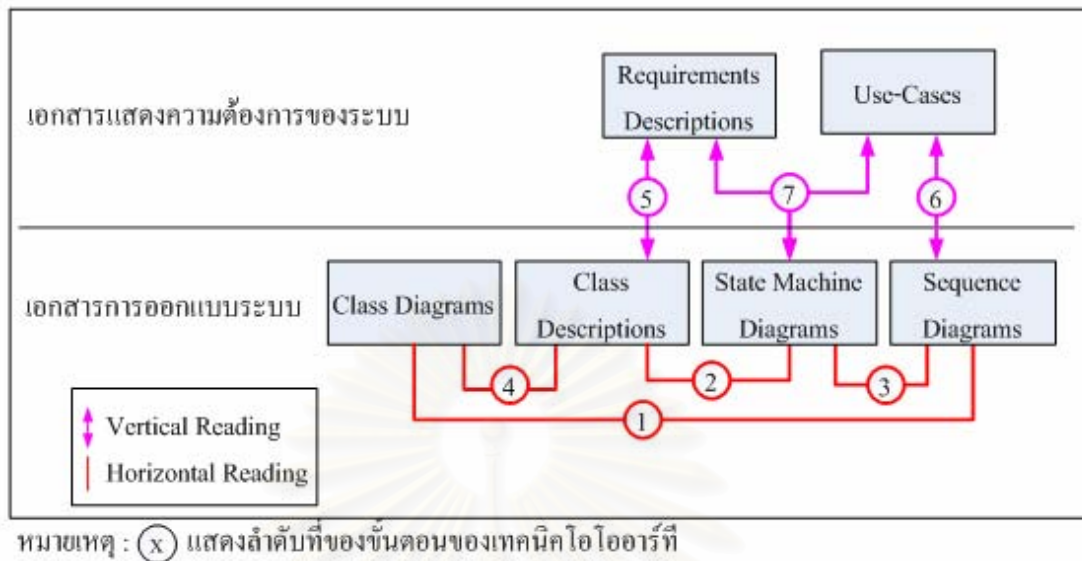 เอกสารแสดงความต้องการของระบบ
Requirements
Descriptions
Use-Cases
5
7
6
เอกสารการออกแบบระบบ
Class Diagrams
Class
Descriptions
State Machine
Diagrams
Sequence
Diagrams
4
2
3
1
Vertical Reading
Horizontal Reading
หมายเหตุ : x แสดงลำดับที่ของขั้นตอนของเทคนิคโอโออาร์ที